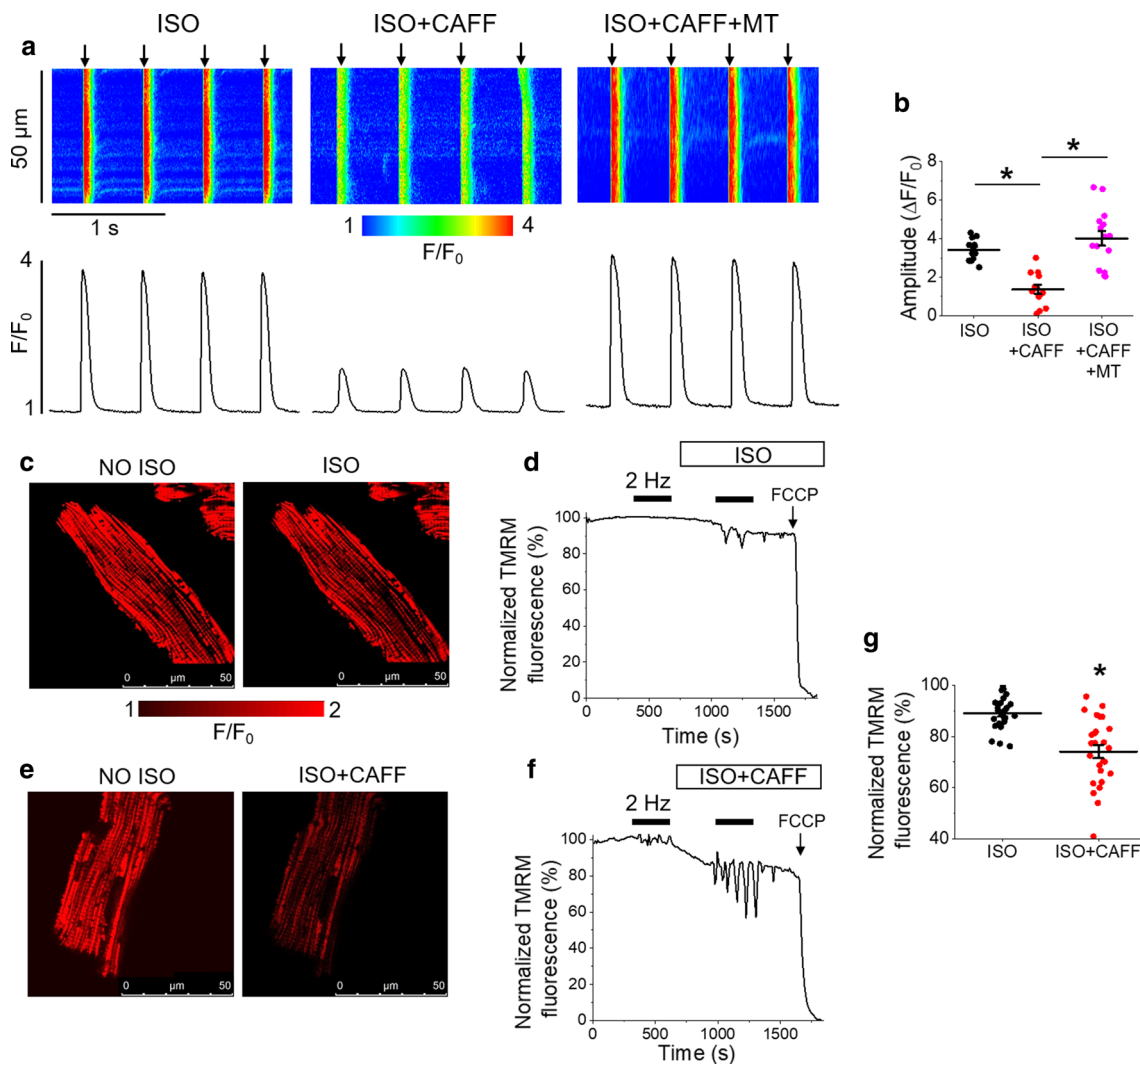 a
ISO
ISO+CAFF
ISO+CAFF+MT
50 µm
1 s
1
4
F/F0
4
F/F0
1
b
Amplitude (ΔF/F0)
8
6
4
2
0
*
*
ISO
ISO
+CAFF
ISO
+CAFF
+MT
c
NO ISO
ISO
0 µm 50
0 µm 50
1
2
F/F0
d
ISO
2 Hz
FCCP
Normalized TMRM
fluorescence (%)
100
80
60
40
20
0
0 500 1000 1500
Time (s)
e
NO ISO
ISO+CAFF
0 µm 50
0 µm 50
f
ISO+CAFF
2 Hz
FCCP
Normalized TMRM
fluorescence (%)
100
80
60
40
20
0
0 500 1000 1500
Time (s)
g
Normalized TMRM
fluorescence (%)
100
80
60
40
*
ISO
ISO+CAFF